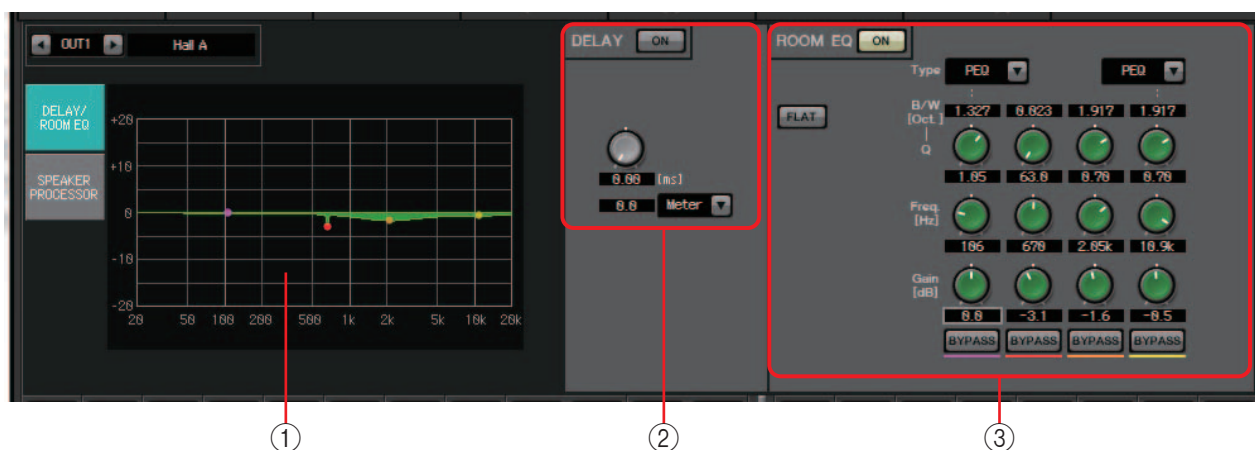 OUT1 Hall A
DELAY/
ROOM EQ
SPEAKER
PROCESSOR
+20
+10
0
-10
-20
20 50 100 200 500 1k 2k 5k 10k 20k
DELAY ON
0.00 [ms]
0.0 Meter
ROOM EQ ON
FLAT
Type PEQ PEQ
B/W
[Oct.]
1.327 0.023 1.917 1.917
Q
1.05 63.0 0.70 0.70
Freq.
[Hz]
106 670 2.05k 10.9k
Gain
[dB]
0.0 -3.1 -1.6 -0.5
BYPASS BYPASS BYPASS BYPASS
① ② ③